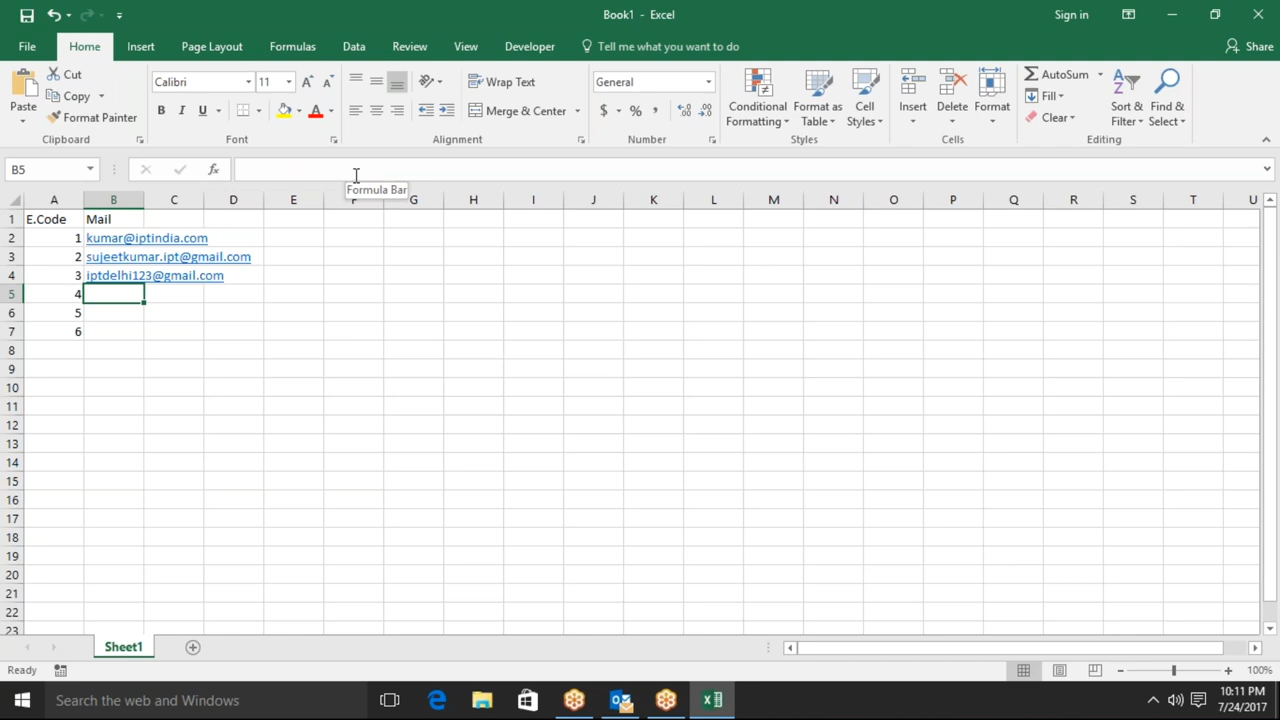 Book1 - Excel
Sign in
File Home Insert Page Layout Formulas Data Review View Developer Tell me what you want to do Share
Paste
Cut
Copy
Format Painter
Clipboard
Calibri 11
B I U
Font
Wrap Text
Merge & Center
Alignment
General
$ % ,
Number
Conditional Formatting
Format as Table
Cell Styles
Styles
Insert
Delete
Format
Cells
AutoSum
Fill
Clear
Sort & Filter
Find & Select
Editing
B5
fx
Formula Bar
A B C D E F G H I J K L M N O P Q R S T U
1 E.Code Mail
2 1 kumar@iptindia.com
3 2 sujeetkumar.ipt@gmail.com
4 3 iptdelhi123@gmail.com
5 4
6 5
7 6
8
9
10
11
12
13
14
15
16
17
18
19
20
21
22
23
Sheet1
Ready
100%
Search the web and Windows
10:11 PM
7/24/2017